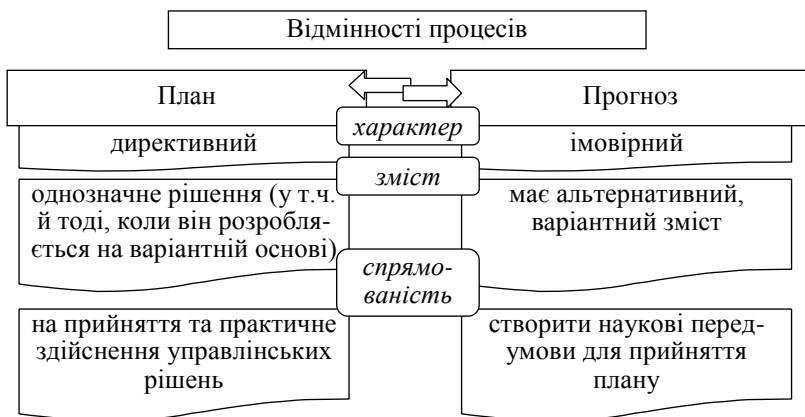 Відмінності процесів
План
Прогноз
характер
директивний
імовірний
зміст
однозначне рішення (у т.ч.
й тоді, коли він розробля-
ється на варіантній основі)
має альтернативний,
варіантний зміст
спрямо-
ваність
на прийняття та практичне
здійснення управлінських
рішень
створити наукові перед-
умови для прийняття
плану